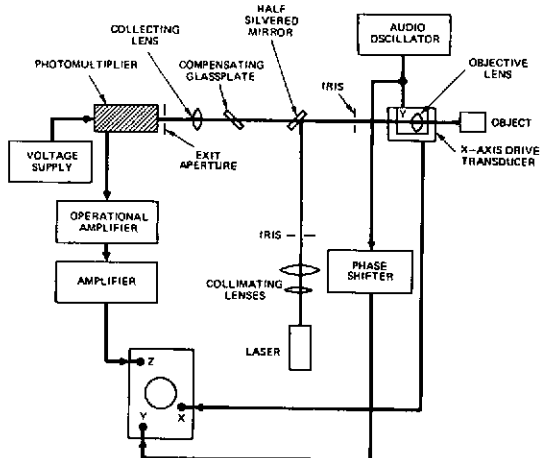 HALF
SILVERED
MIRROR
AUDIO
OSCILLATOR
COLLECTING
LENS
PHOTOMULTIPLIER
COMPENSATING
GLASSPLATE
IRIS
OBJECTIVE
LENS
Y
OBJECT
VOLTAGE
SUPPLY
EXIT
APERTURE
X-AXIS DRIVE
TRANSDUCER
OPERATIONAL
AMPLIFIER
IRIS
PHASE
SHIFTER
AMPLIFIER
COLLIMATING
LENSES
LASER
Z
X
Y